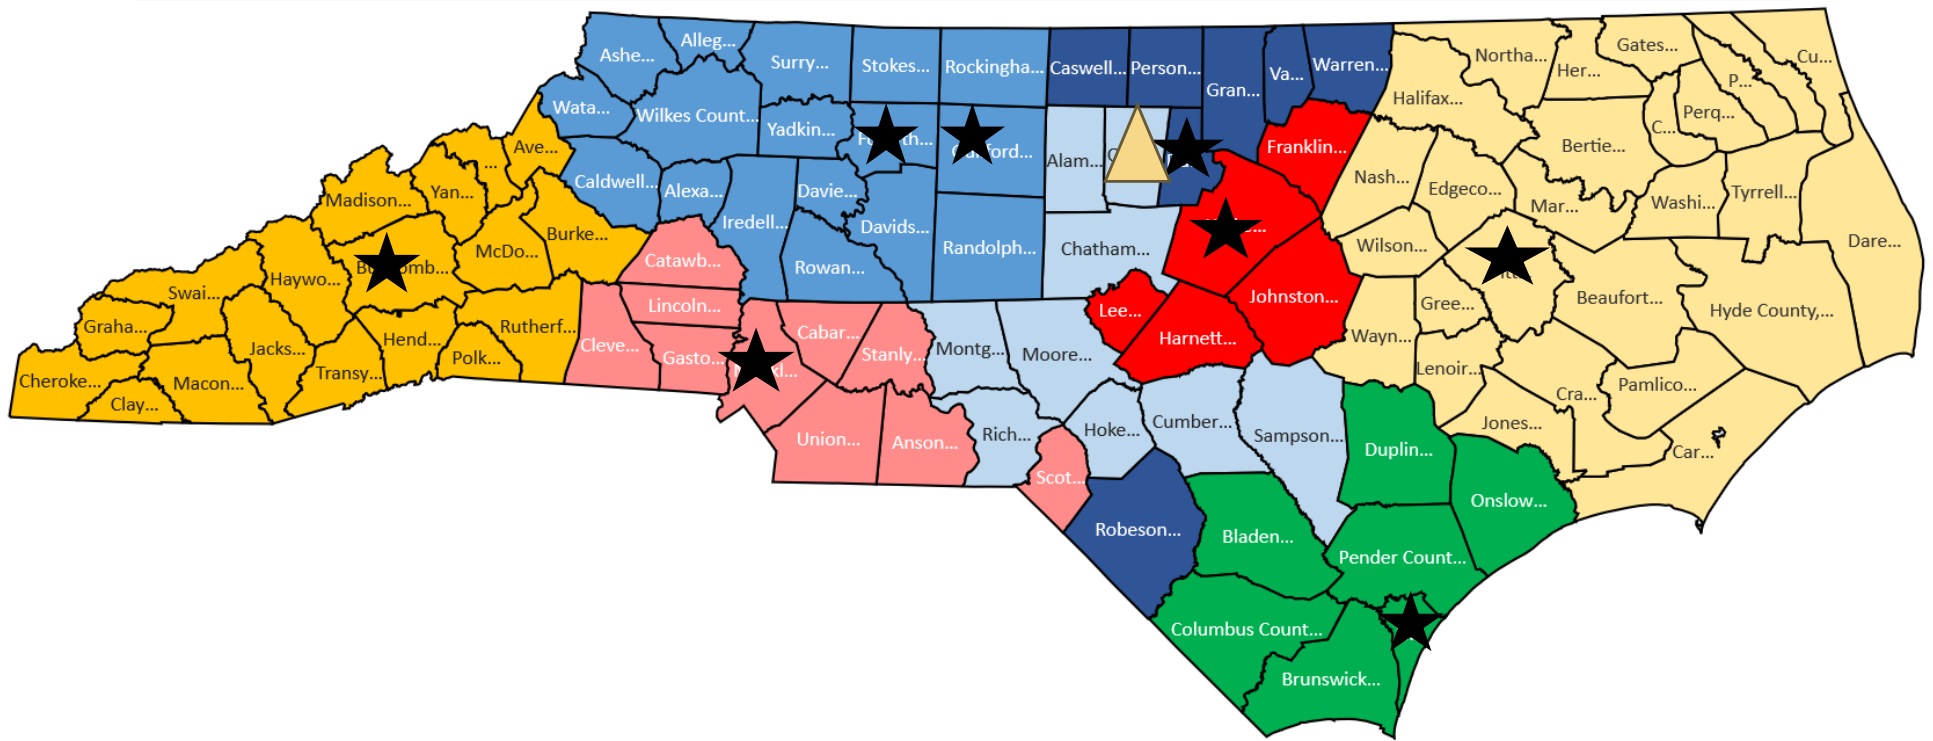 Ashe...
Alleg...
Surry...
Stokes...
Rockingha...
Caswell...
Person...
Gran...
Va...
Warren...
Northa...
Her...
Gates...
P...
Cu...
Wata...
Wilkes Count...
Yadkin...
Halifax...
Bertie...
C...
Perq...
Franklin...
Ave...
...
Alam...
Caldwell...
Alexa...
Davie...
Nash...
Edgeco...
Mar...
Washi...
Tyrrell...
Madison...
Yan...
Iredell...
Davids...
Burke...
McDo...
Catawb...
Rowan...
Randolph...
Chatham...
Wilson...
Dare...
Haywo...
Swai...
Lincoln...
Lee...
Johnston...
Gree...
Beaufort...
Hyde County,...
Graha...
Jacks...
Hend...
Rutherf...
Cleve...
Cabar...
Stanly...
Montg...
Moore...
Harnett...
Wayn...
Gasto...
Polk...
Transy...
Macon...
Cheroke...
Clay...
Lenoir...
Pamlico...
Cra...
Union...
Anson...
Rich...
Hoke...
Cumber...
Sampson...
Duplin...
Jones...
Car...
Scot...
Onslow...
Robeson...
Bladen...
Pender Count...
Columbus Count...
Brunswick...